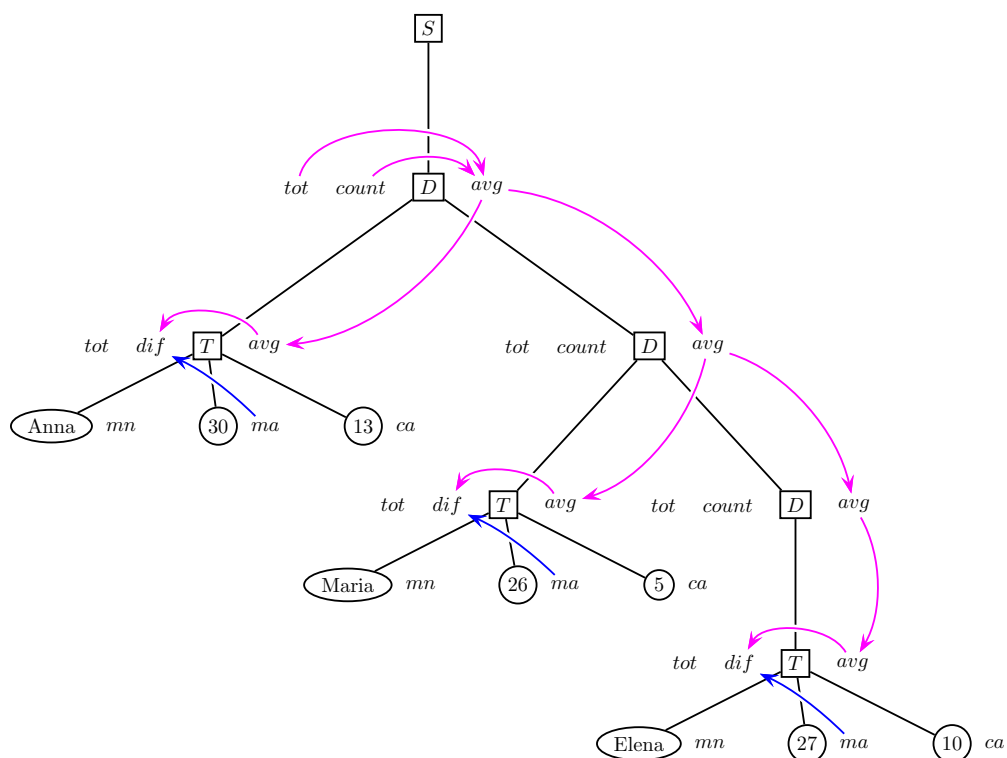 S
tot count D avg
tot dif T avg tot count D avg
Anna mn 30 ma 13 ca
tot dif T avg tot count D avg
Maria mn 26 ma 5 ca
tot dif T avg
Elena mn 27 ma 10 ca